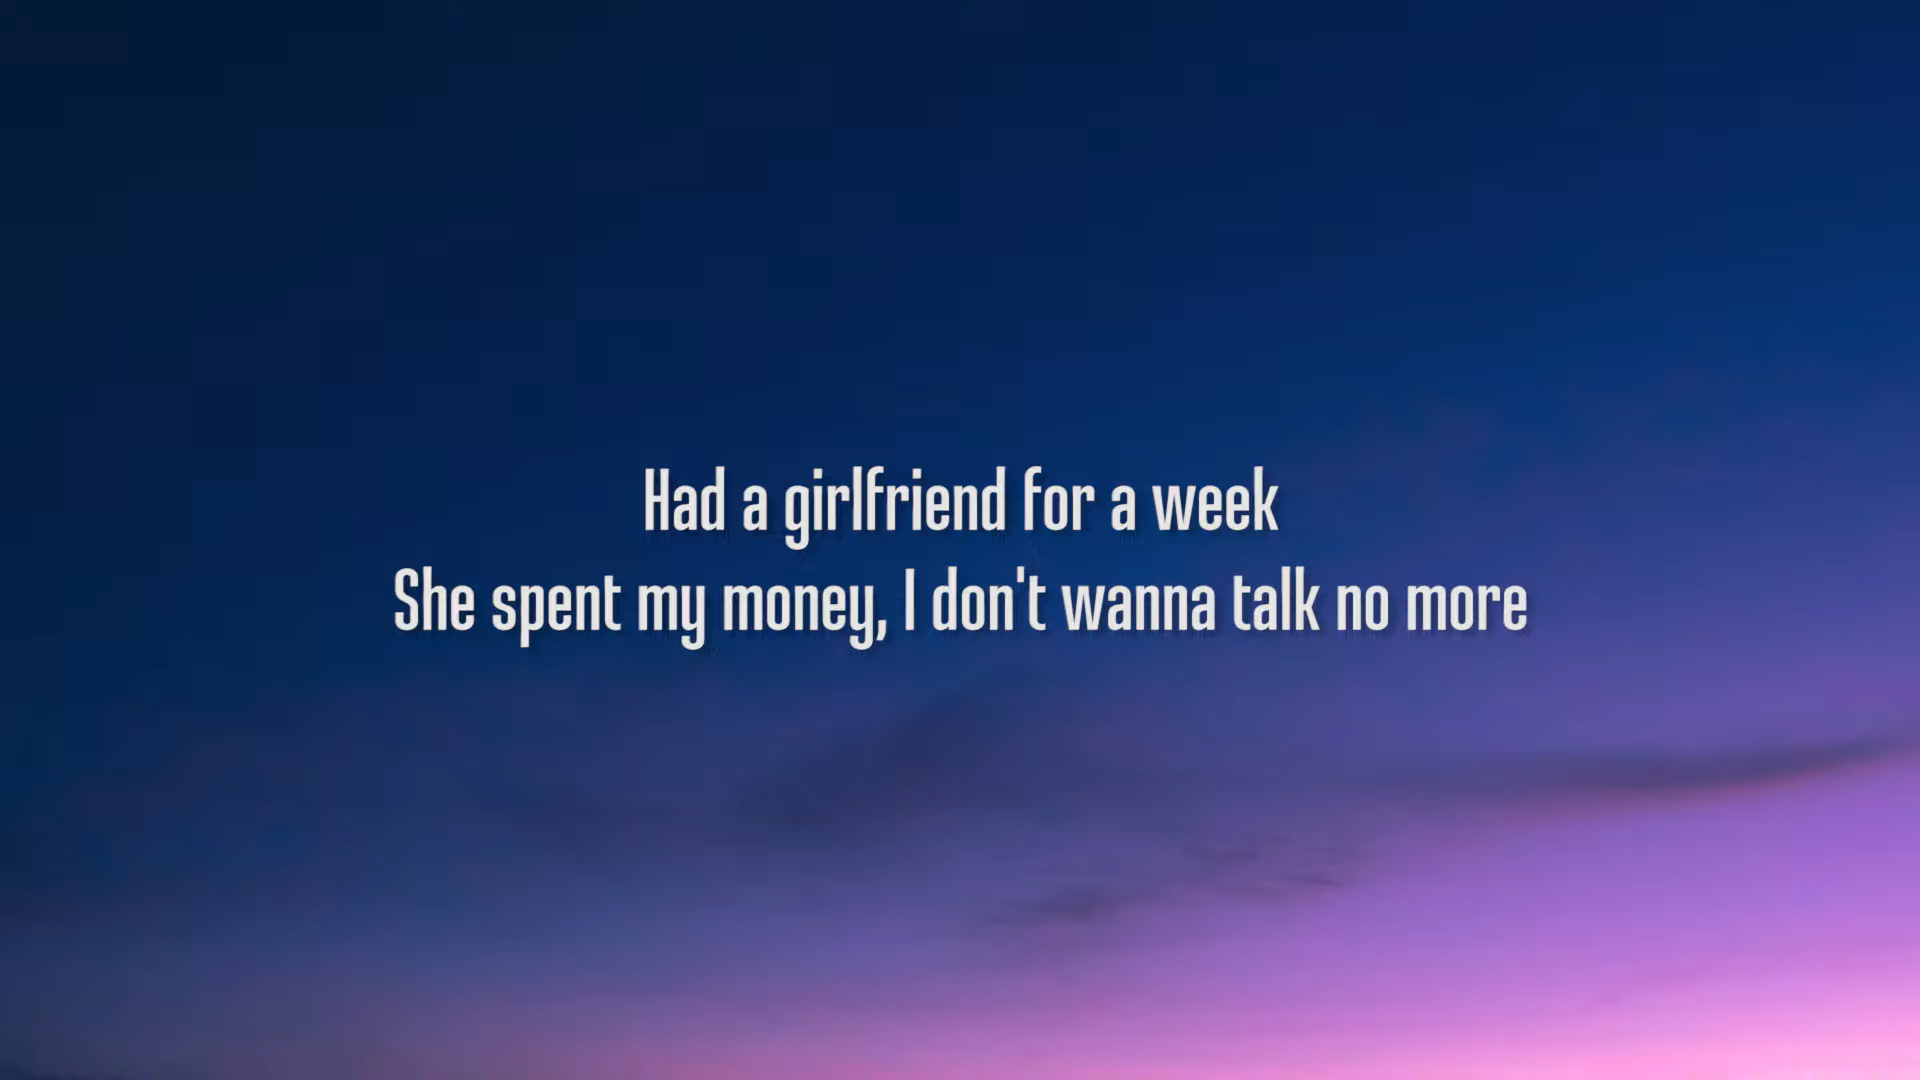 Had a girlfriend for a week
She spent my money, I don't wanna talk no more